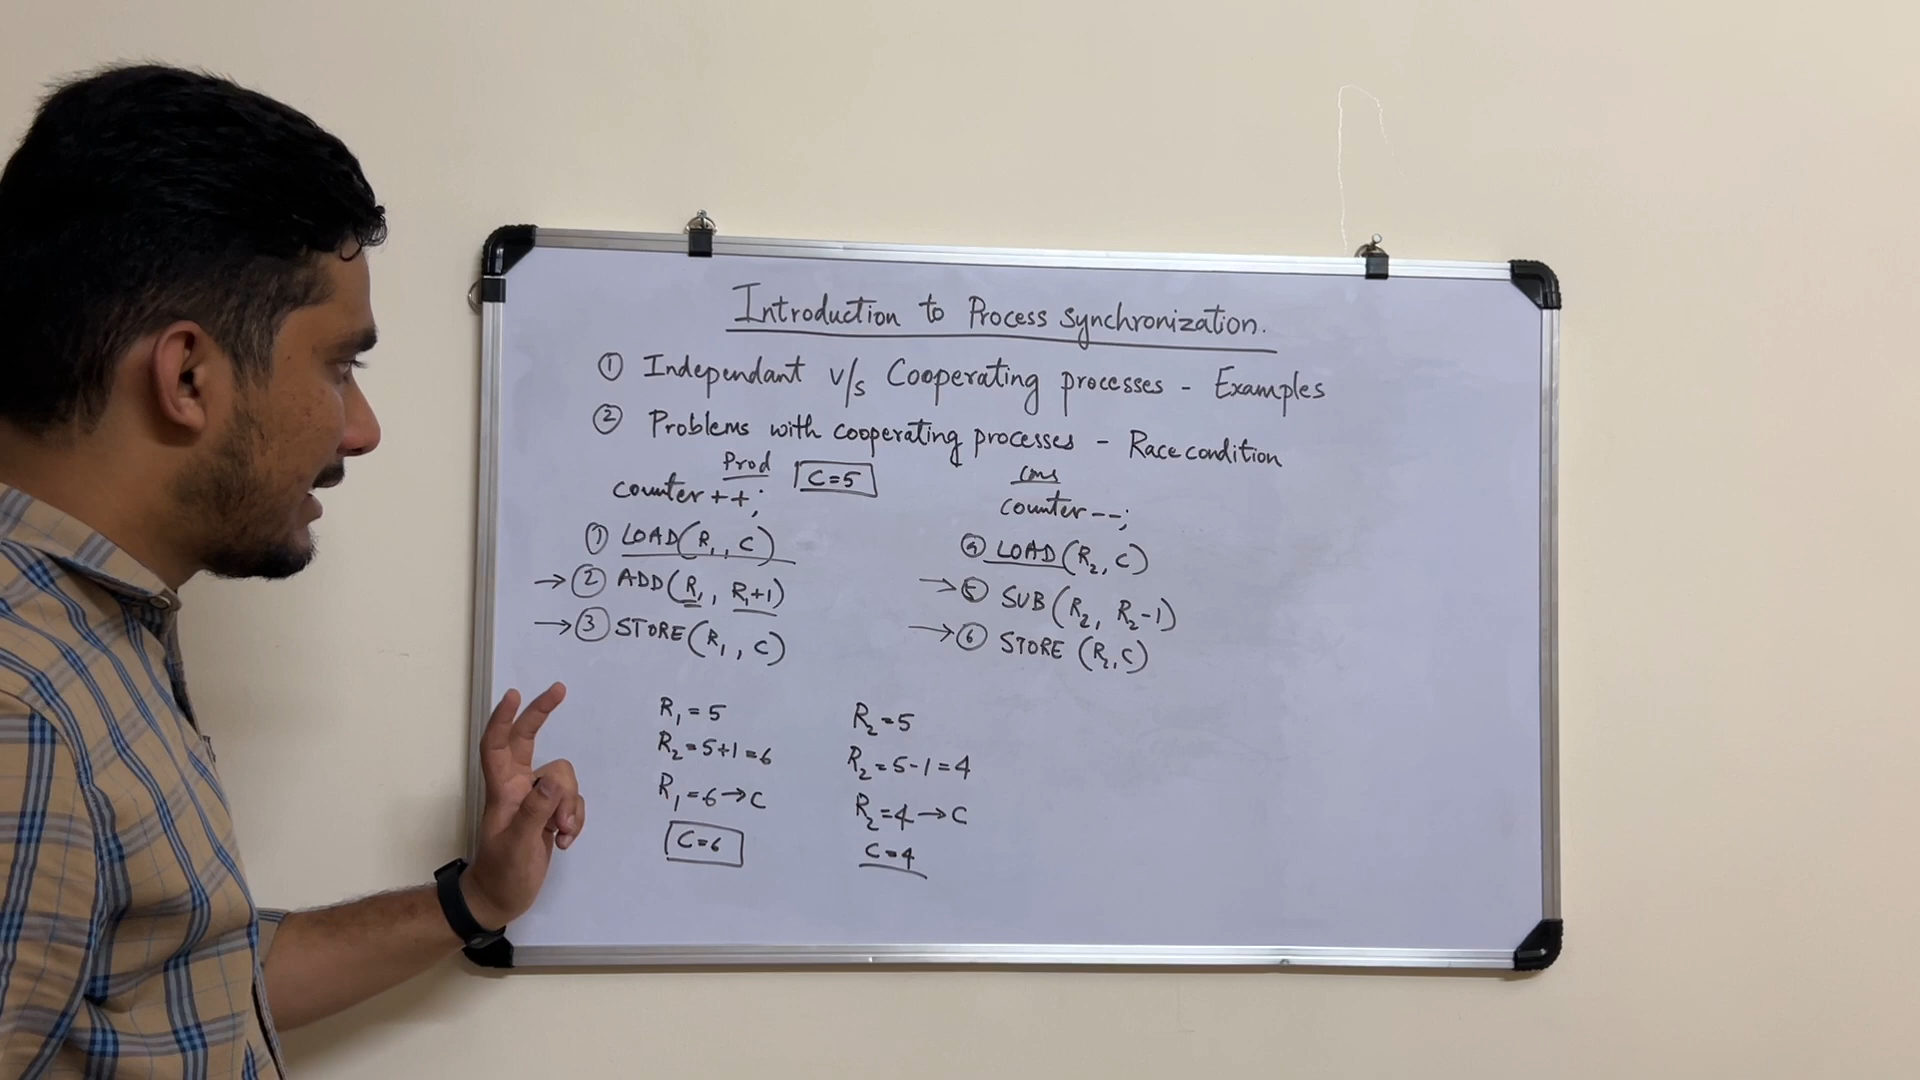 Introduction to Process Synchronization.
① Independant v/s Cooperating processes - Examples
② Problems with cooperating processes - Race condition
Prod
counter++;
C=5
① LOAD(R₁, C)
→ ② ADD(R₁, R₁+1)
→ ③ STORE(R₁, C)
Cons
counter--;
④ LOAD(R₂, C)
→ ⑤ SUB(R₂, R₂-1)
→ ⑥ STORE (R₂, C)
R₁ = 5
R₂ = 5+1 = 6
R₁ = 6 → C
C=6
R₂ = 5
R₂ = 5-1 = 4
R₂ = 4 → C
C=4